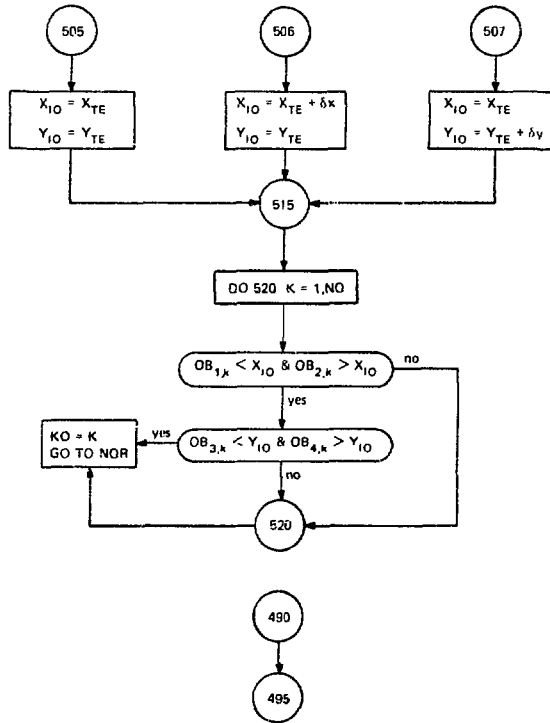 505
506
507
X_IO = X_TE
Y_IO = Y_TE
X_IO = X_TE + δx
Y_IO = Y_TE
X_IO = X_TE
Y_IO = Y_TE + δy
515
DO 520 K = 1,NO
OB_1,k < X_IO & OB_2,k > X_IO
no
yes
OB_3,k < Y_IO & OB_4,k > Y_IO
yes
KO = K
GO TO NOR
no
520
490
495